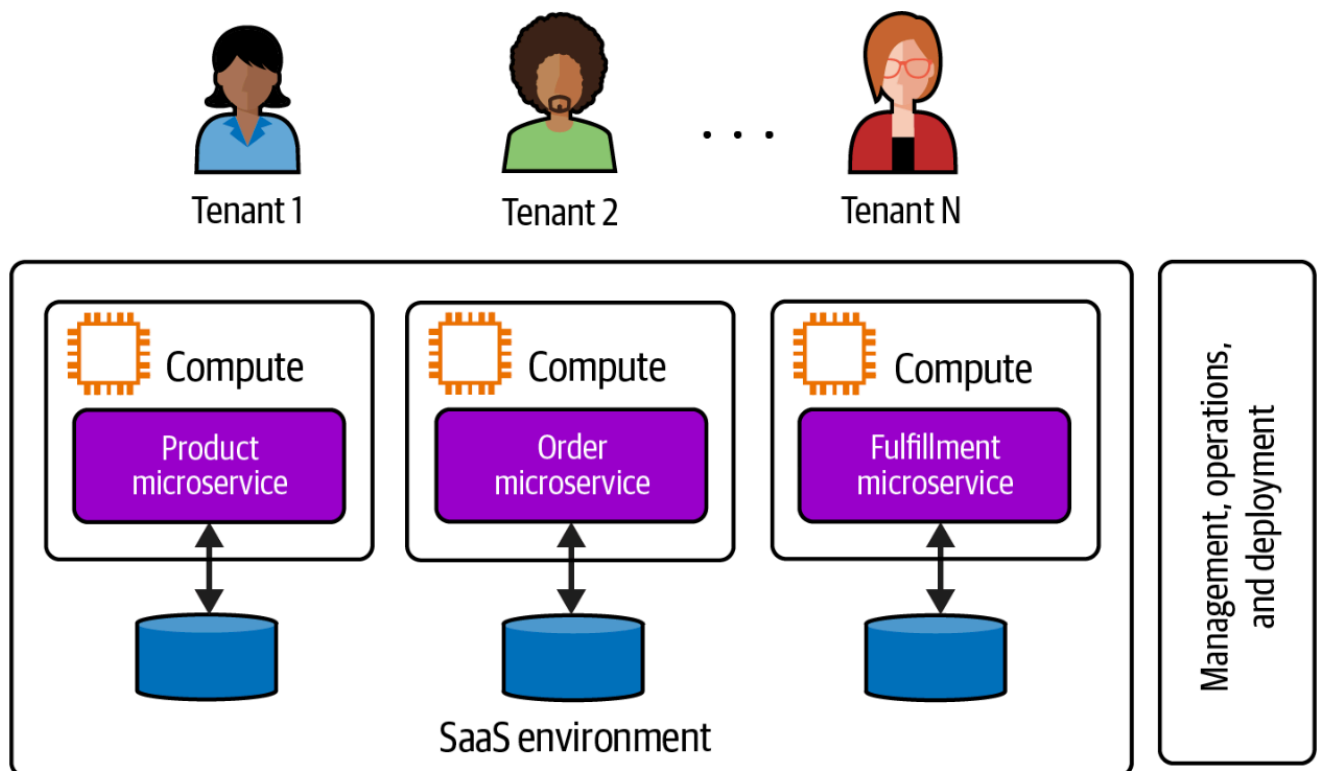 Tenant 1
Tenant 2
. . .
Tenant N
Compute
Product
microservice
Compute
Order
microservice
Compute
Fulfillment
microservice
SaaS environment
Management, operations,
and deployment